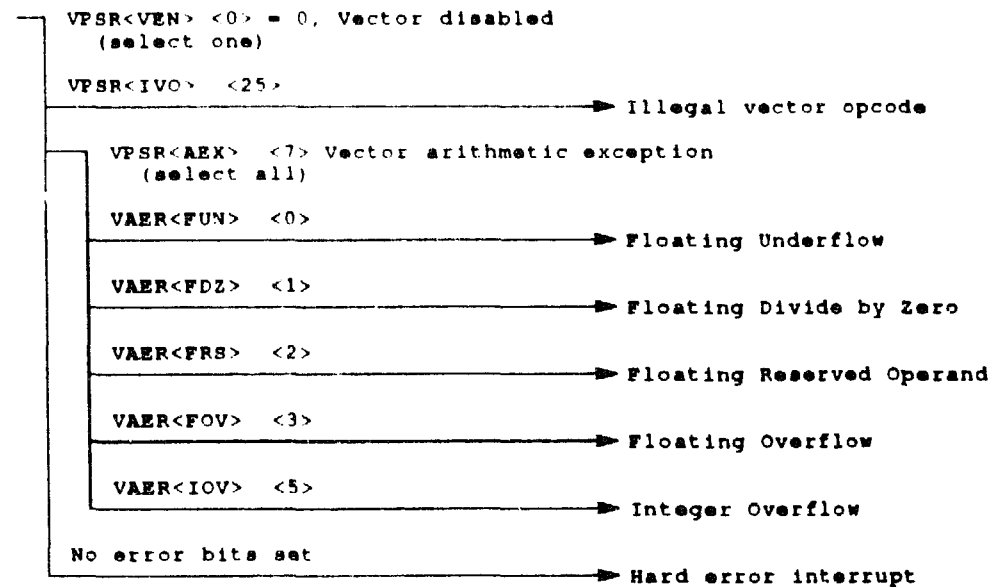 VPSR<VEN> <0> = 0, Vector disabled
(select one)
VPSR<IVO> <25>
Illegal vector opcode
VPSR<AEX> <7> Vector arithmetic exception
(select all)
VAER<FUN> <0>
Floating Underflow
VAER<FDZ> <1>
Floating Divide by Zero
VAER<FRS> <2>
Floating Reserved Operand
VAER<FOV> <3>
Floating Overflow
VAER<IOV> <5>
Integer Overflow
No error bits set
Hard error interrupt